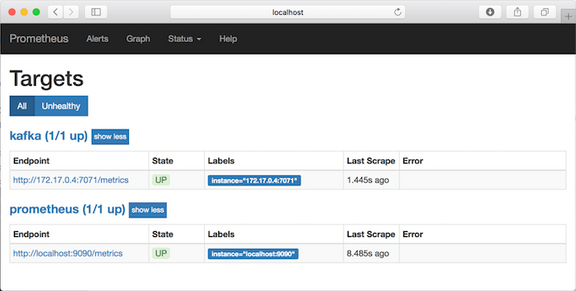 localhost
Prometheus Alerts Graph Status Help
Targets
All Unhealthy
kafka (1/1 up) show less
Endpoint State Labels Last Scrape Error
http://172.17.0.4:7071/metrics UP instance="172.17.0.4:7071" 1.445s ago
prometheus (1/1 up) show less
Endpoint State Labels Last Scrape Error
http://localhost:9090/metrics UP instance="localhost:9090" 8.485s ago